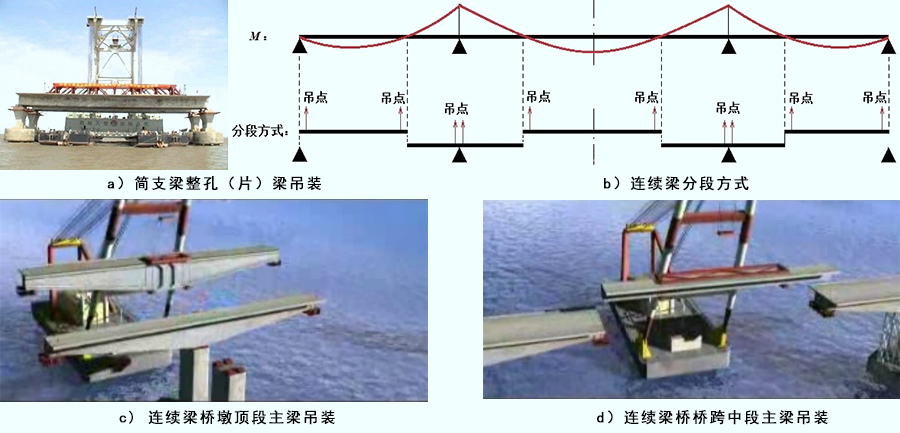 M：
吊点 吊点 吊点 吊点 吊点 吊点 吊点 吊点
分段方式：
a）简支梁整孔（片）梁吊装
b）连续梁分段方式
c）连续梁桥墩顶段主梁吊装
d）连续梁桥桥跨中段主梁吊装